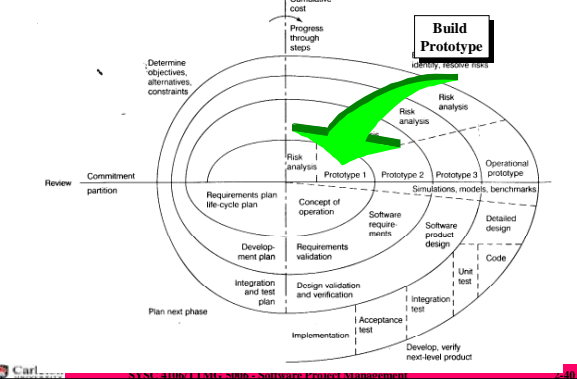 cost
Progress
through
steps
Build
Prototype
Determine
objectives,
alternatives,
constraints
identify, resolve risks
Risk
analysis
Risk
analysis
Risk
analysis
Operational
prototype
Prototype 1
Prototype 2
Prototype 3
Review
Commitment
partition
Simulations, models, benchmarks
Requirements plan
life-cycle plan
Concept of
operation
Software
require-
ments
Software
product
design
Detailed
design
Develop-
ment plan
Requirements
validation
Code
Unit
test
Integration
and test
plan
Design validation
and verification
Integration
test
Plan next phase
Acceptance
test
Implementation
Develop, verify
next-level product
Software Project Management
2-40